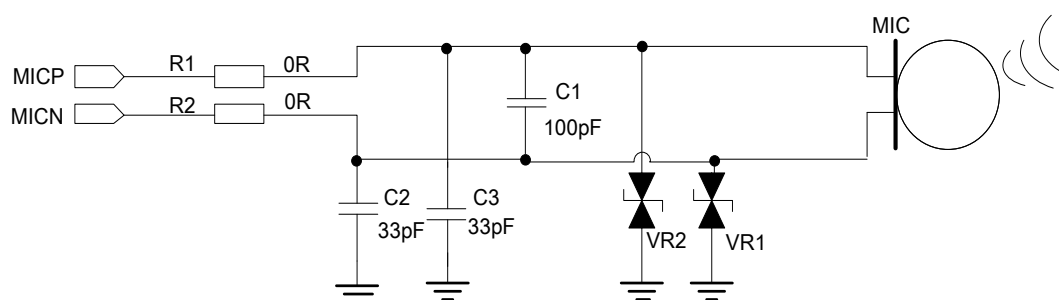 MIC
MICP
R1
0R
MICN
R2
0R
C1
100pF
C2
33pF
C3
33pF
VR2
VR1